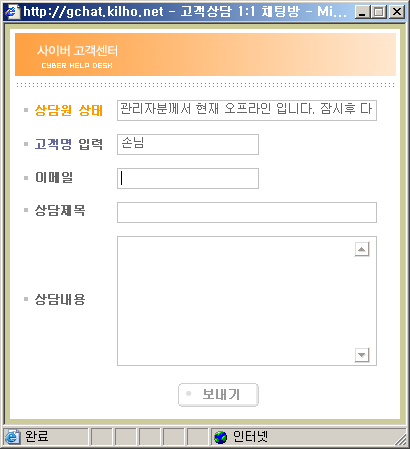 http://gchat.kilho.net - 고객상담 1:1 채팅방 - Mi...
사이버 고객센터
CYBER HELP DESK
상담원 상태 관리자분께서 현재 오프라인 입니다. 잠시후 다
고객명 입력 손님
이메일
상담제목
상담내용
보내기
완료 인터넷